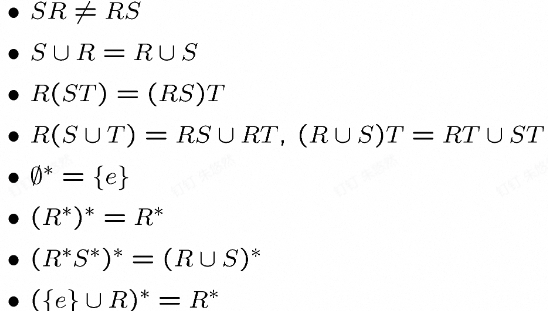 • SR ≠ RS
• S ∪ R = R ∪ S
• R(ST) = (RS)T
• R(S ∪ T) = RS ∪ RT, (R ∪ S)T = RT ∪ ST
• ∅* = {e}
• (R*)* = R*
• (R*S*)* = (R ∪ S)*
• ({e} ∪ R)* = R*